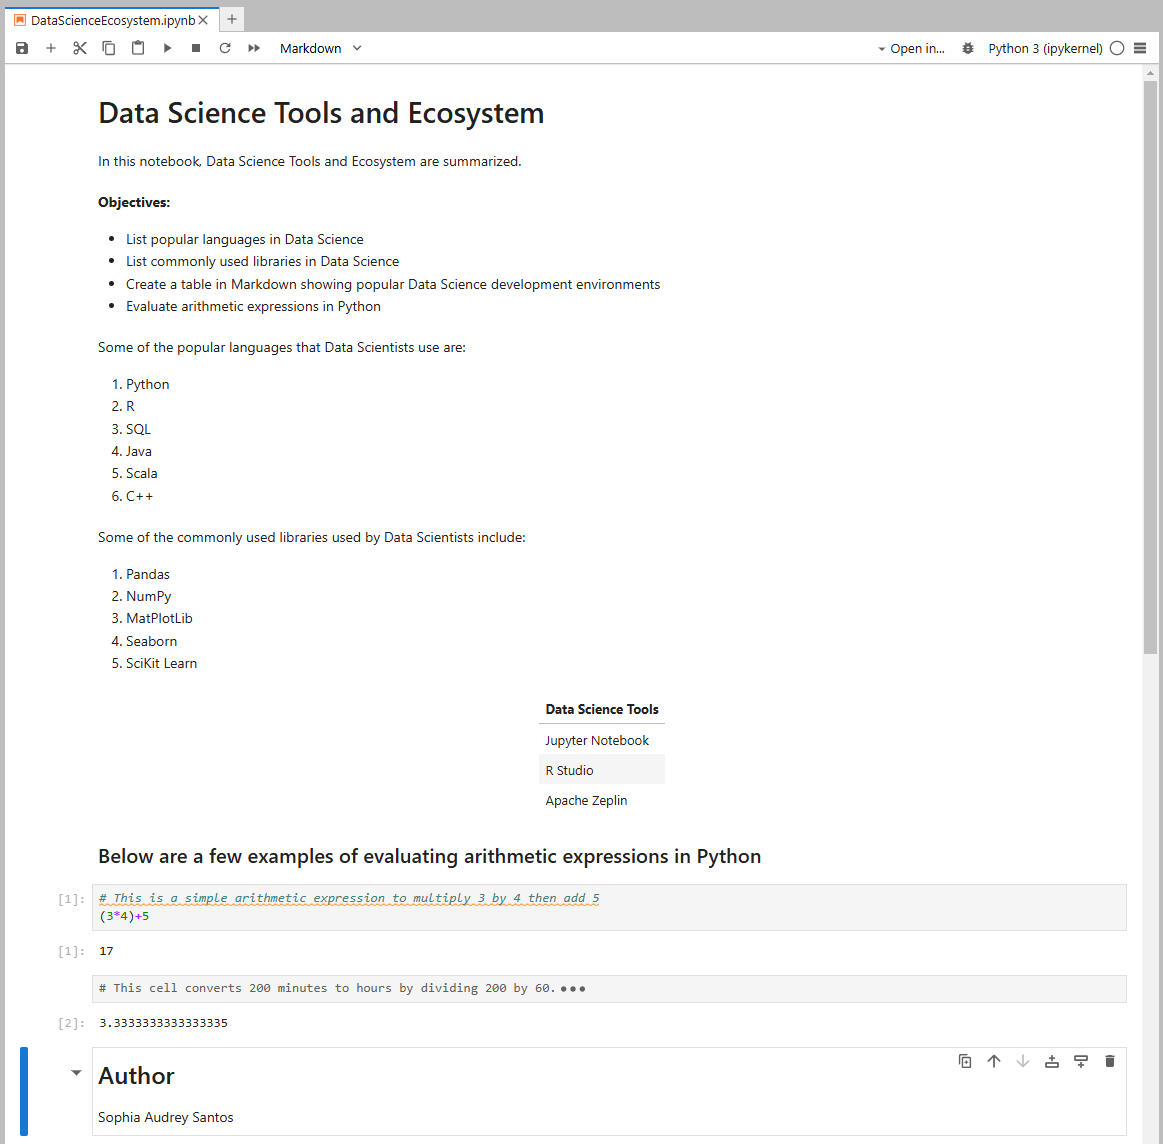 DataScienceEcosystem.ipynb
Markdown
Open in...
Python 3 (ipykernel)
Data Science Tools and Ecosystem
In this notebook, Data Science Tools and Ecosystem are summarized.
Objectives:
• List popular languages in Data Science
• List commonly used libraries in Data Science
• Create a table in Markdown showing popular Data Science development environments
• Evaluate arithmetic expressions in Python
Some of the popular languages that Data Scientists use are:
1. Python
2. R
3. SQL
4. Java
5. Scala
6. C++
Some of the commonly used libraries used by Data Scientists include:
1. Pandas
2. NumPy
3. MatPlotLib
4. Seaborn
5. SciKit Learn
Data Science Tools
Jupyter Notebook
R Studio
Apache Zeplin
Below are a few examples of evaluating arithmetic expressions in Python
[1]: # This is a simple arithmetic expression to multiply 3 by 4 then add 5
(3*4)+5
[1]: 17
# This cell converts 200 minutes to hours by dividing 200 by 60. •••
[2]: 3.3333333333333335
Author
Sophia Audrey Santos